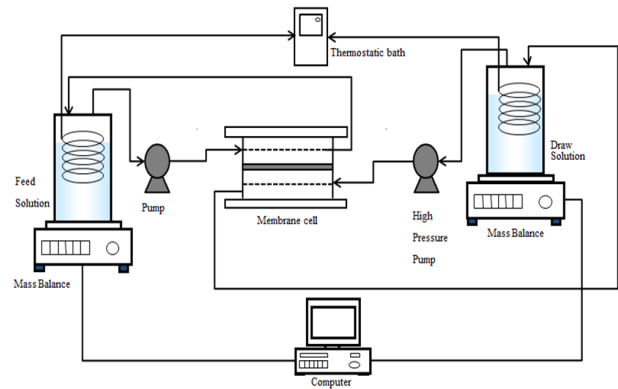 Thermostatic bath
Feed
Solution
Pump
Membrane cell
High
Pressure
Pump
Draw
Solution
Mass Balance
Mass Balance
Computer